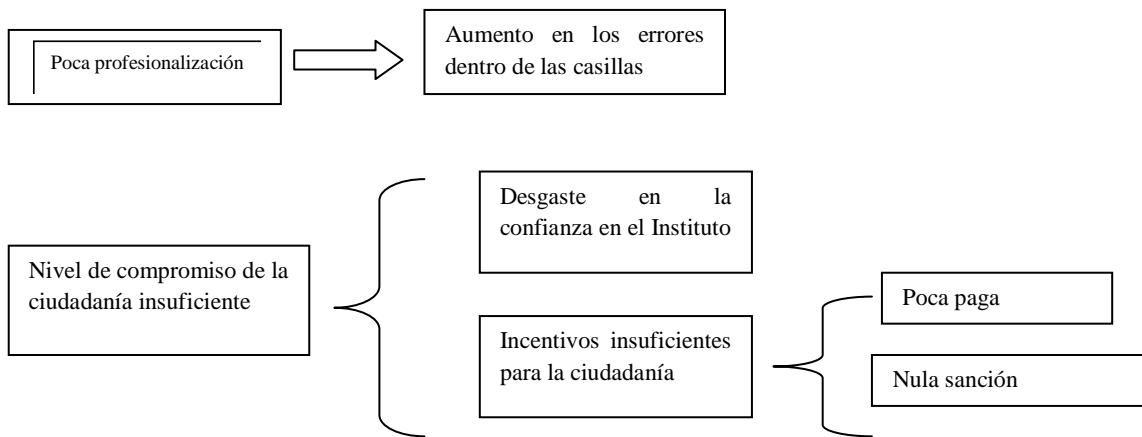 Poca profesionalización
Aumento en los errores
dentro de las casillas
Nivel de compromiso de la
ciudadanía insuficiente
Desgaste en la
confianza en el Instituto
Incentivos insuficientes
para la ciudadanía
Poca paga
Nula sanción